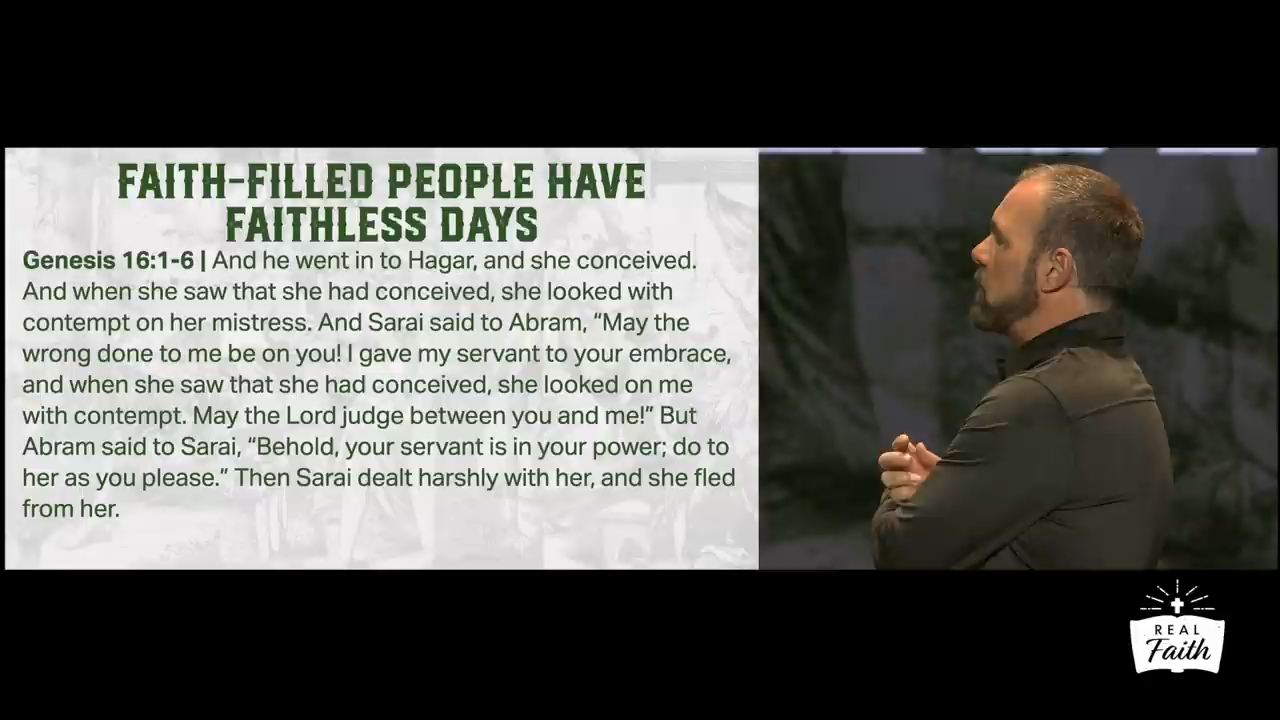 FAITH-FILLED PEOPLE HAVE
FAITHLESS DAYS
Genesis 16:1-6 | And he went in to Hagar, and she conceived.
And when she saw that she had conceived, she looked with
contempt on her mistress. And Sarai said to Abram, “May the
wrong done to me be on you! I gave my servant to your embrace,
and when she saw that she had conceived, she looked on me
with contempt. May the Lord judge between you and me!” But
Abram said to Sarai, “Behold, your servant is in your power; do to
her as you please.” Then Sarai dealt harshly with her, and she fled
from her.
REAL
Faith